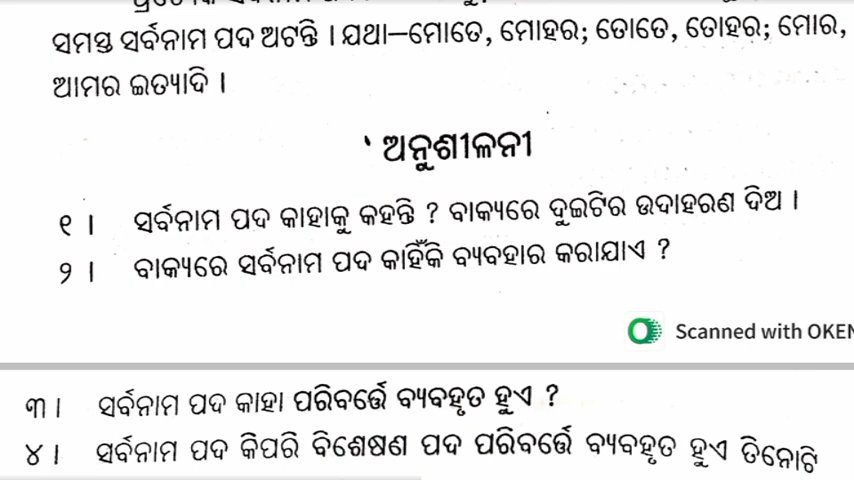 ସମସ୍ତ ସର୍ବନାମ ପଦ ଅଟନ୍ତି । ଯଥା—ମୋତେ, ମୋହର; ତୋତେ, ତୋହର; ମୋର,
ଆମର ଇତ୍ୟାଦି ।
ଅନୁଶୀଳନୀ
୧ । ସର୍ବନାମ ପଦ କାହାକୁ କହନ୍ତି ? ବାକ୍ୟରେ ଦୁଇଟିର ଉଦାହରଣ ଦିଅ ।
୨ । ବାକ୍ୟରେ ସର୍ବନାମ ପଦ କାହିଁକି ବ୍ୟବହାର କରାଯାଏ ?
Scanned with OKEN
୩ । ସର୍ବନାମ ପଦ କାହା ପରିବର୍ତ୍ତେ ବ୍ୟବହୃତ ହୁଏ ?
୪ । ସର୍ବନାମ ପଦ କିପରି ବିଶେଷଣ ପଦ ପରିବର୍ତ୍ତେ ବ୍ୟବହୃତ ହୁଏ ତିନୋଟି